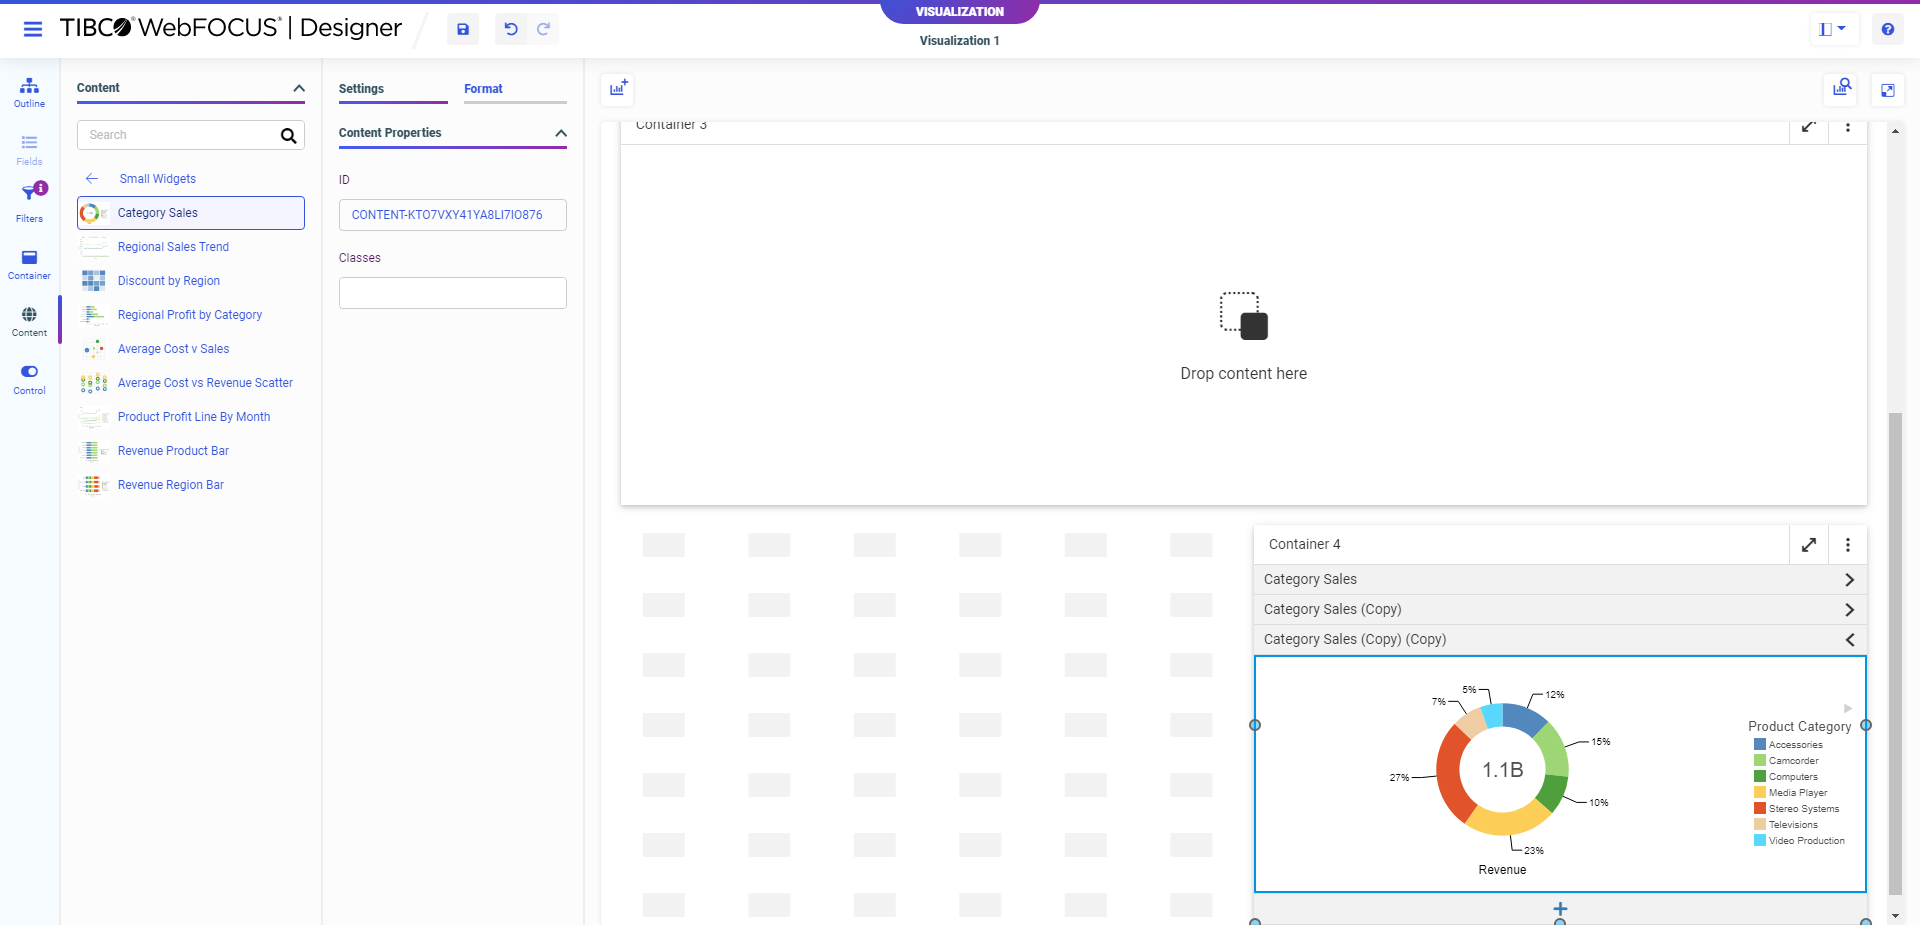 VISUALIZATION
TIBCO® WebFOCUS® | Designer
Visualization 1
Outline
Fields
Filters
Container
Content
Control
Content
Search
Small Widgets
Category Sales
Regional Sales Trend
Discount by Region
Regional Profit by Category
Average Cost v Sales
Average Cost vs Revenue Scatter
Product Profit Line By Month
Revenue Product Bar
Revenue Region Bar
Settings
Format
Content Properties
ID
CONTENT-KTO7VXY41YA8LI7IO876
Classes
Container 3
Drop content here
Container 4
Category Sales
Category Sales (Copy)
Category Sales (Copy) (Copy)
5%
12%
7%
15%
27%
1.1B
10%
23%
Revenue
Product Category
Accessories
Camcorder
Computers
Media Player
Stereo Systems
Televisions
Video Production